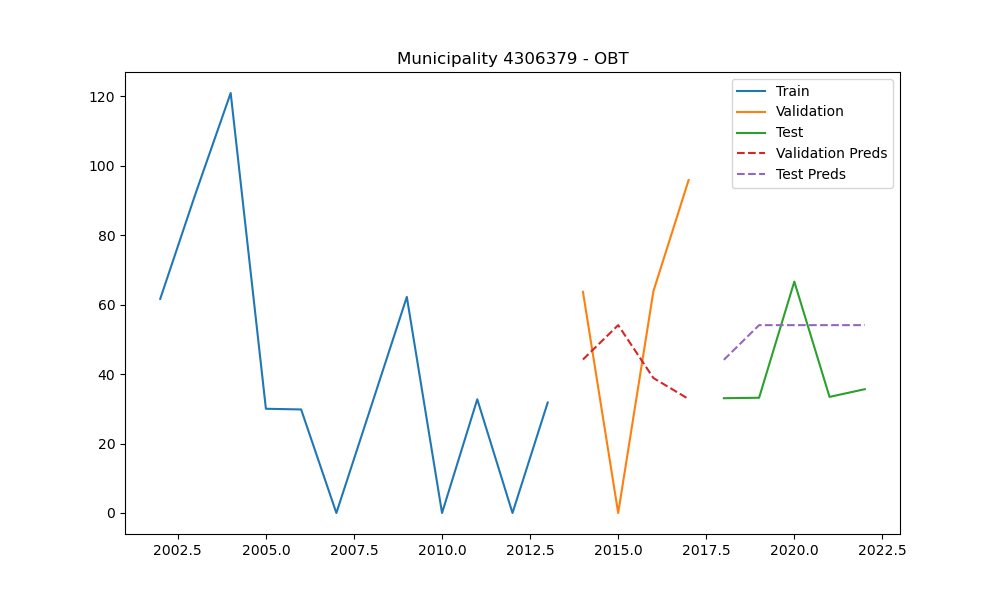 Municipality 4306379 - OBT
120
100
80
60
40
20
0
2002.5 2005.0 2007.5 2010.0 2012.5 2015.0 2017.5 2020.0 2022.5
Train
Validation
Test
Validation Preds
Test Preds